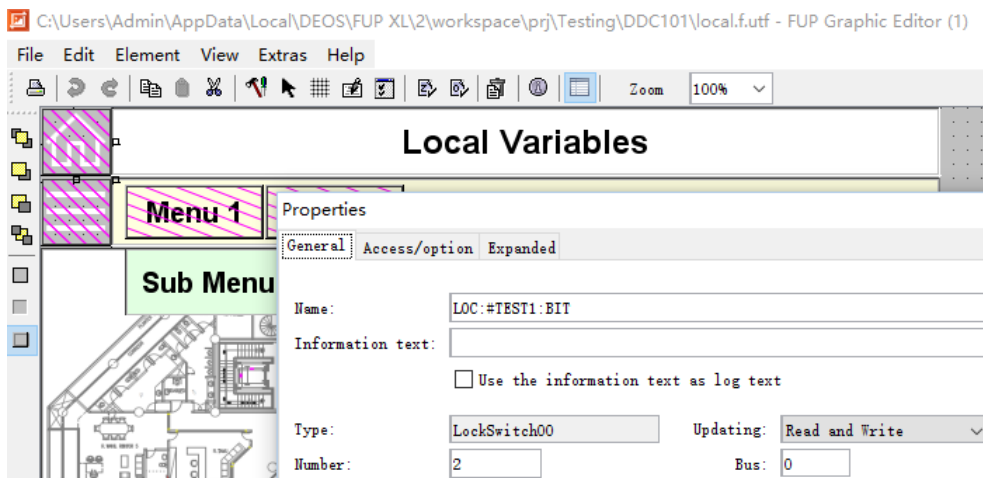 C:\Users\Admin\AppData\Local\DEOS\FUP XL\2\workspace\prj\Testing\DDC101\local.f.utf - FUP Graphic Editor (1)
File Edit Element View Extras Help
Zoom 100%
Local Variables
Menu 1
Properties
General Access/option Expanded
Sub Menu
Name: LOC:#TEST1:BIT
Information text:
Use the information text as log text
Type: LockSwitch00 Updating: Read and Write
Number: 2 Bus: 0